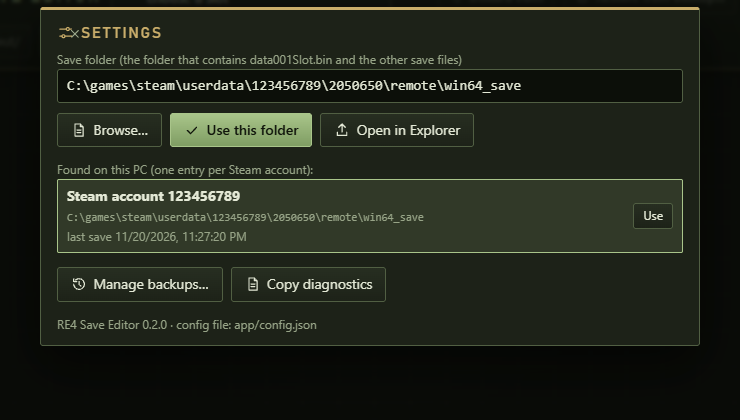 SETTINGS
Save folder (the folder that contains data001Slot.bin and the other save files)
C:\games\steam\userdata\123456789\2050650\remote\win64_save
Browse...
Use this folder
Open in Explorer
Found on this PC (one entry per Steam account):
Steam account 123456789
C:\games\steam\userdata\123456789\2050650\remote\win64_save
Use
last save 11/20/2026, 11:27:20 PM
Manage backups...
Copy diagnostics
RE4 Save Editor 0.2.0 · config file: app/config.json